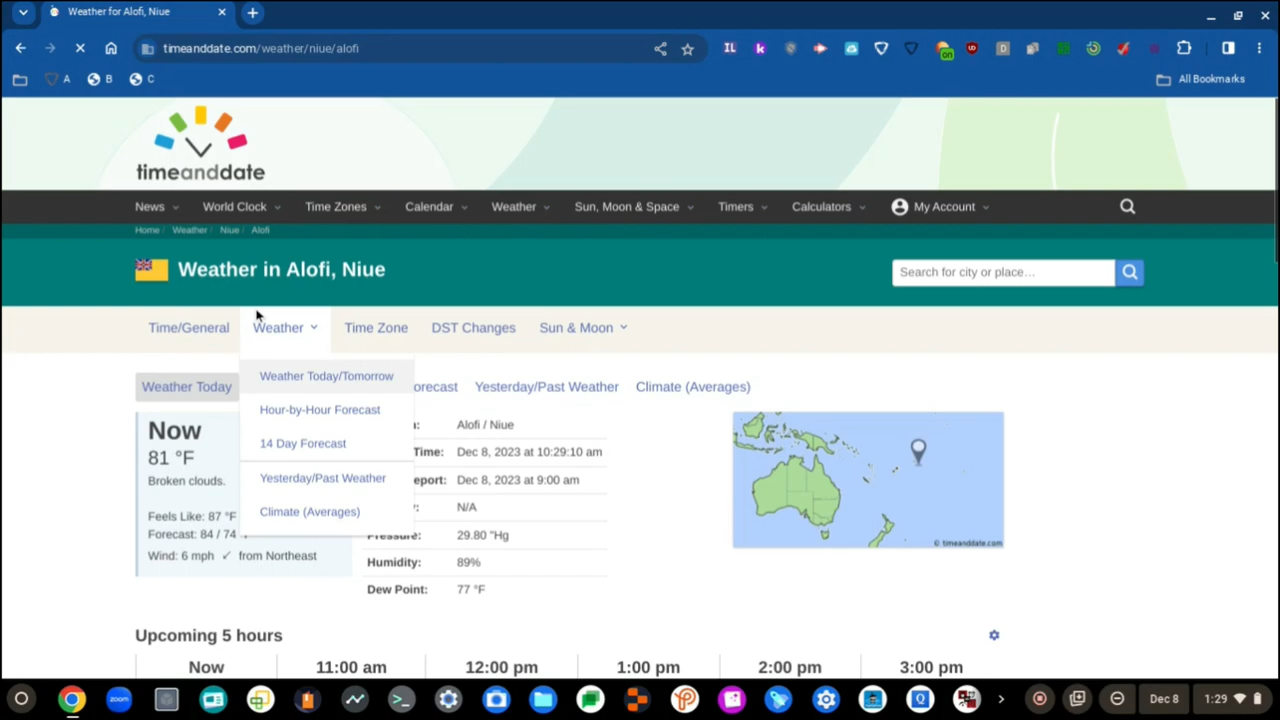 Weather for Alofi, Niue
timeanddate.com/weather/niue/alofi
IL
k
on
UD
D
A
B
C
All Bookmarks
timeanddate
News
World Clock
Time Zones
Calendar
Weather
Sun, Moon & Space
Timers
Calculators
My Account
Home / Weather / Niue / Alofi
Weather in Alofi, Niue
Search for city or place…
Time/General
Weather
Time Zone
DST Changes
Sun & Moon
Weather Today
Weather Today/Tomorrow
Hour-by-Hour Forecast
14 Day Forecast
Yesterday/Past Weather
Climate (Averages)
orecast
Yesterday/Past Weather
Climate (Averages)
Now
81 °F
Broken clouds.
Feels Like: 87 °F
Forecast: 84 / 74
Wind: 6 mph from Northeast
Alofi / Niue
Time: Dec 8, 2023 at 10:29:10 am
eport: Dec 8, 2023 at 9:00 am
N/A
Pressure: 29.80 "Hg
Humidity: 89%
Dew Point: 77 °F
© timeanddate.com
Upcoming 5 hours
Now 11:00 am 12:00 pm 1:00 pm 2:00 pm 3:00 pm
zoom
Dec 8
1:29